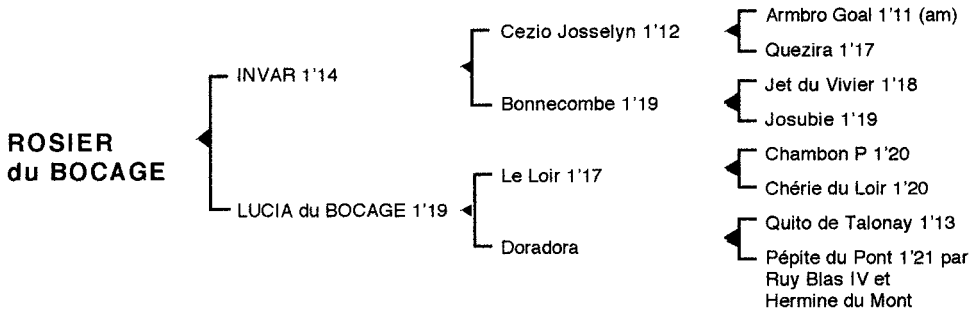 ROSIER
du BOCAGE
INVAR 1'14
LUCIA du BOCAGE 1'19
Cezio Josselyn 1'12
Bonnecombe 1'19
Le Loir 1'17
Doradora
Armbro Goal 1'11 (am)
Quezira 1'17
Jet du Vivier 1'18
Josubie 1'19
Chambon P 1'20
Chérie du Loir 1'20
Quito de Talonay 1'13
Pépite du Pont 1'21 par
Ruy Blas IV et
Hermine du Mont